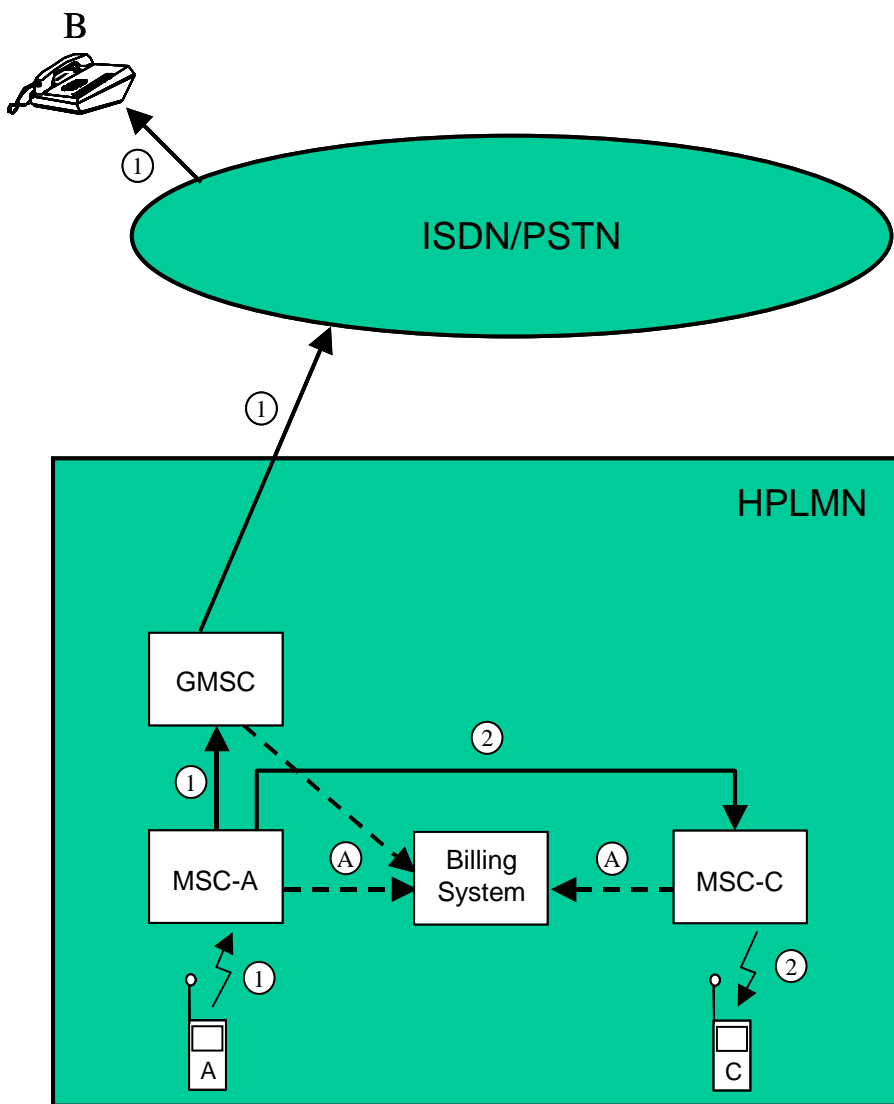 B
1
ISDN/PSTN
1
HPLMN
GMSC
2
1
MSC-A
A
Billing
System
A
MSC-C
1
2
A
C